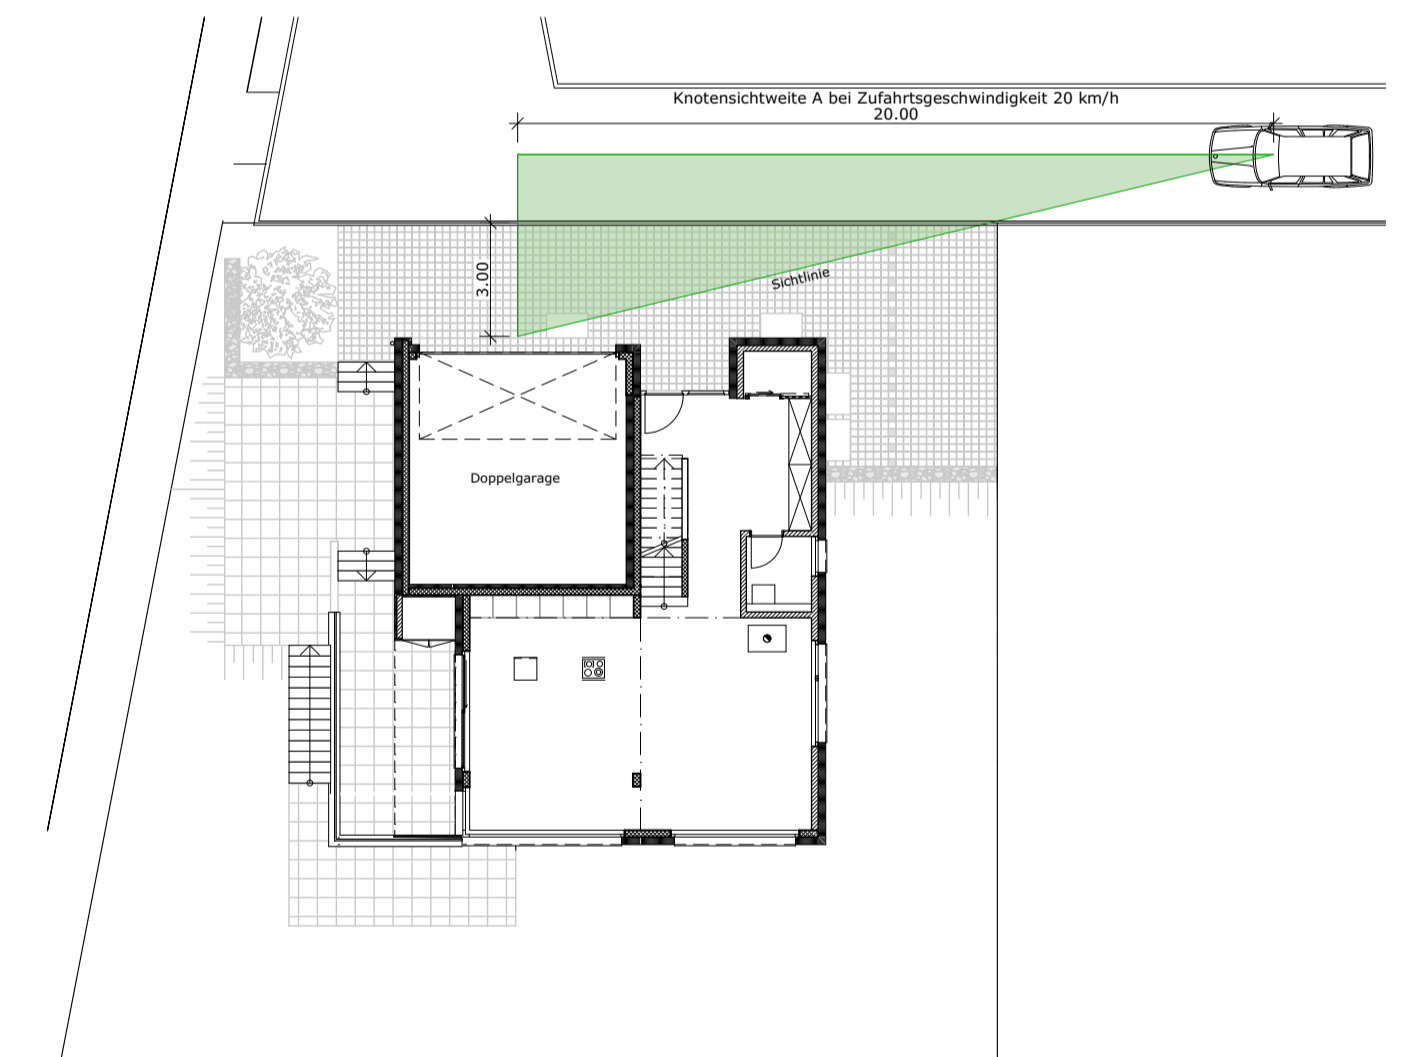 Knotensichtweite A bei Zufahrtsgeschwindigkeit 20 km/h
20.00
3.00
Sichtlinie
Doppelgarage